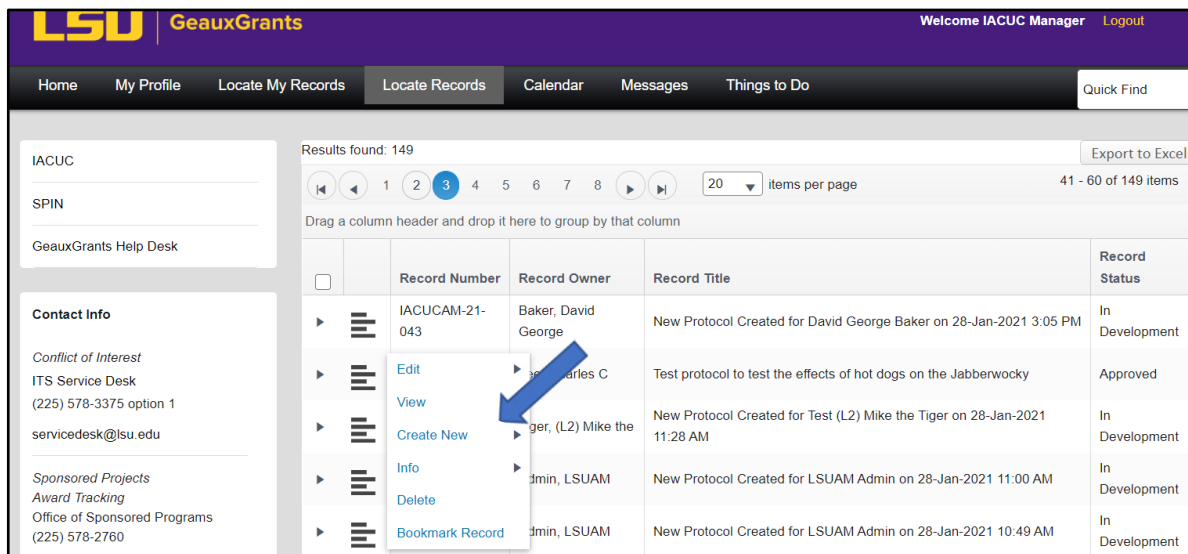 LSU GeauxGrants
Welcome IACUC Manager Logout
Home My Profile Locate My Records Locate Records Calendar Messages Things to Do
Quick Find
IACUC
SPIN
GeauxGrants Help Desk
Contact Info
Conflict of Interest
ITS Service Desk
(225) 578-3375 option 1
servicedesk@lsu.edu
Sponsored Projects
Award Tracking
Office of Sponsored Programs
(225) 578-2760
Results found: 149
Export to Excel
1 2 3 4 5 6 7 8 20 items per page 41 - 60 of 149 items
Drag a column header and drop it here to group by that column
Record Number Record Owner Record Title Record
Status
IACUCAM-21-
043
Baker, David
George
New Protocol Created for David George Baker on 28-Jan-2021 3:05 PM
In
Development
Edit
View
Create New
Info
Delete
Bookmark Record
C
Test protocol to test the effects of hot dogs on the Jabberwocky
Approved
(L2) Mike the
New Protocol Created for Test (L2) Mike the Tiger on 28-Jan-2021
11:28 AM
In
Development
LSUAM
New Protocol Created for LSUAM Admin on 28-Jan-2021 11:00 AM
In
Development
LSUAM
New Protocol Created for LSUAM Admin on 28-Jan-2021 10:49 AM
In
Development